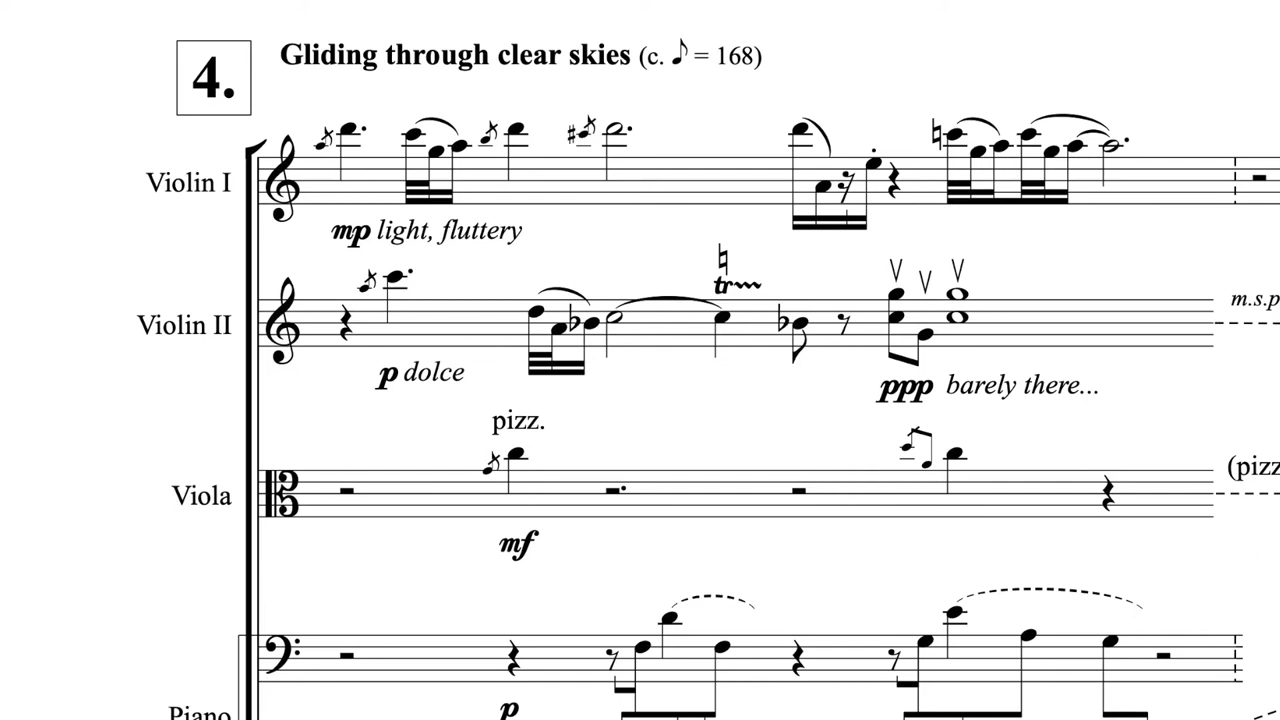 4.
Gliding through clear skies (c. ♪ = 168)
Violin I
mp light, fluttery
Violin II
tr
m.s.p
p dolce
ppp barely there...
pizz.
Viola
(pizz
mf
Piano
p